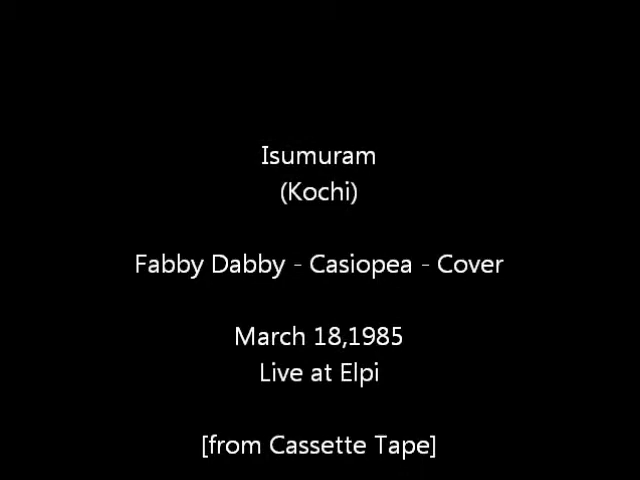 Isumuram
(Kochi)
Fabby Dabby - Casiopea - Cover
March 18,1985
Live at Elpi
[from Cassette Tape]